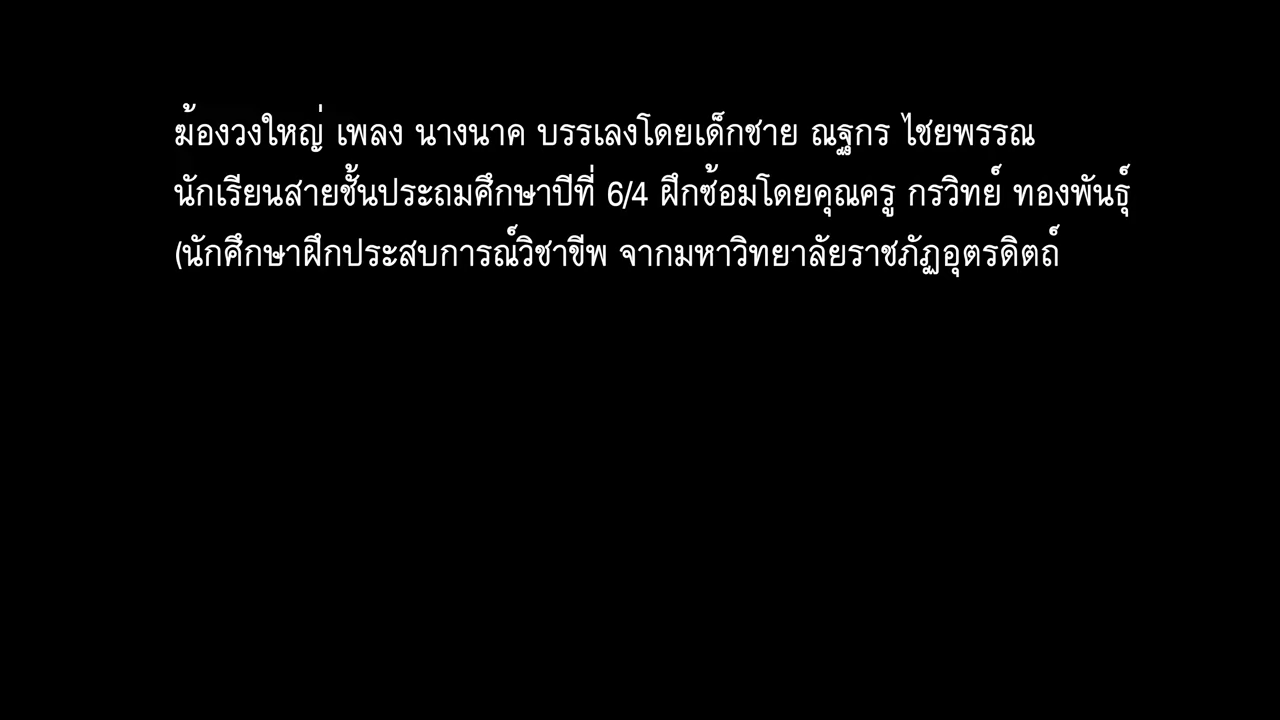 ฆ้องวงใหญ่ เพลง นางนาค บรรเลงโดยเด็กชาย ณฐกร ไชยพรรณ
นักเรียนสายชั้นประถมศึกษาปีที่ 6/4 ฝึกซ้อมโดยคุณครู กรวิทย์ ทองพันธุ์
(นักศึกษาฝึกประสบการณ์วิชาชีพ จากมหาวิทยาลัยราชภัฏอุตรดิตถ์